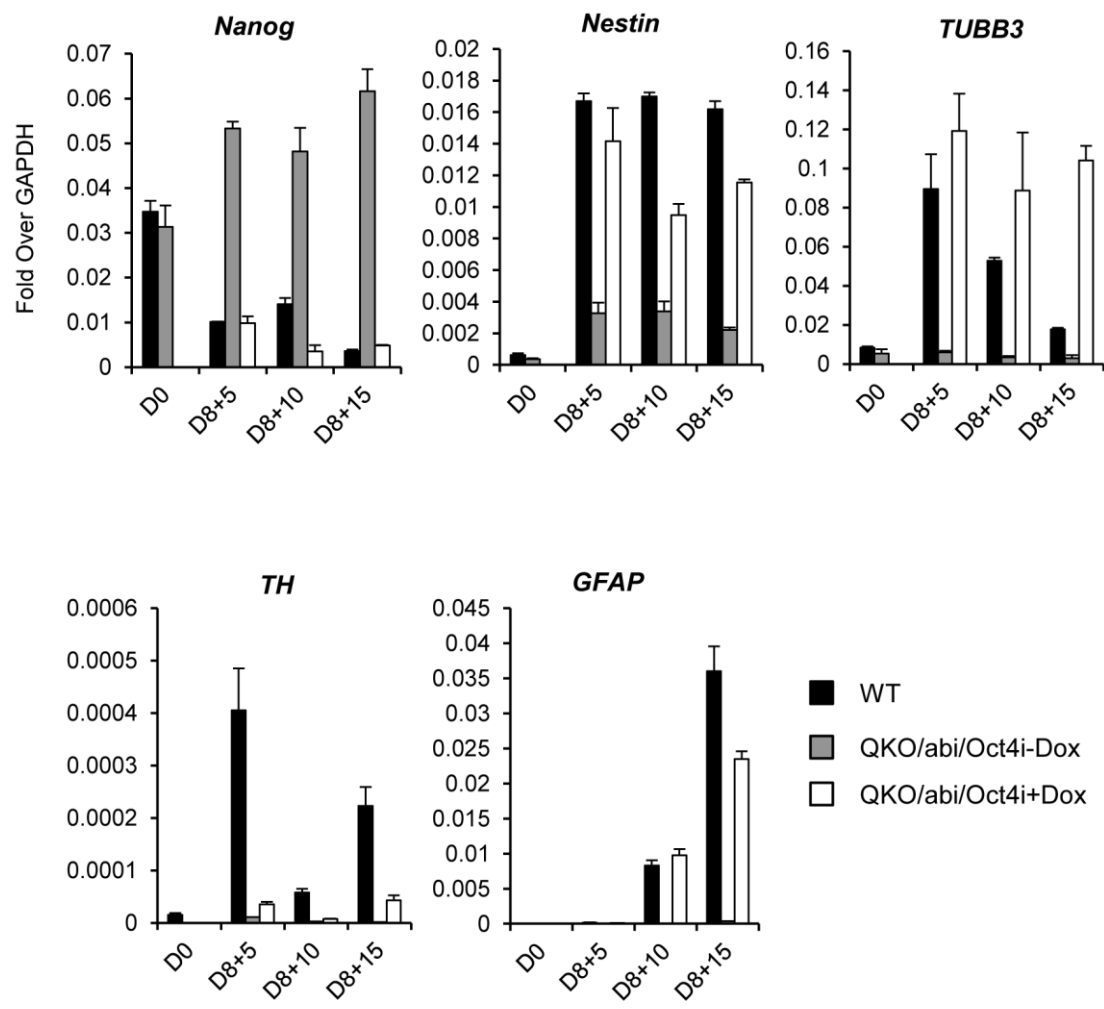 Nanog
Fold Over GAPDH
0.07
0.06
0.05
0.04
0.03
0.02
0.01
0
D0
D8+5
D8+10
D8+15
Nestin
0.02
0.018
0.016
0.014
0.012
0.01
0.008
0.006
0.004
0.002
0
D0
D8+5
D8+10
D8+15
TUBB3
0.16
0.14
0.12
0.1
0.08
0.06
0.04
0.02
0
D0
D8+5
D8+10
D8+15
TH
0.0006
0.0005
0.0004
0.0003
0.0002
0.0001
0
D0
D8+5
D8+10
D8+15
GFAP
0.045
0.04
0.035
0.03
0.025
0.02
0.015
0.01
0.005
0
D0
D8+5
D8+10
D8+15
WT
QKO/abi/Oct4i-Dox
QKO/abi/Oct4i+Dox